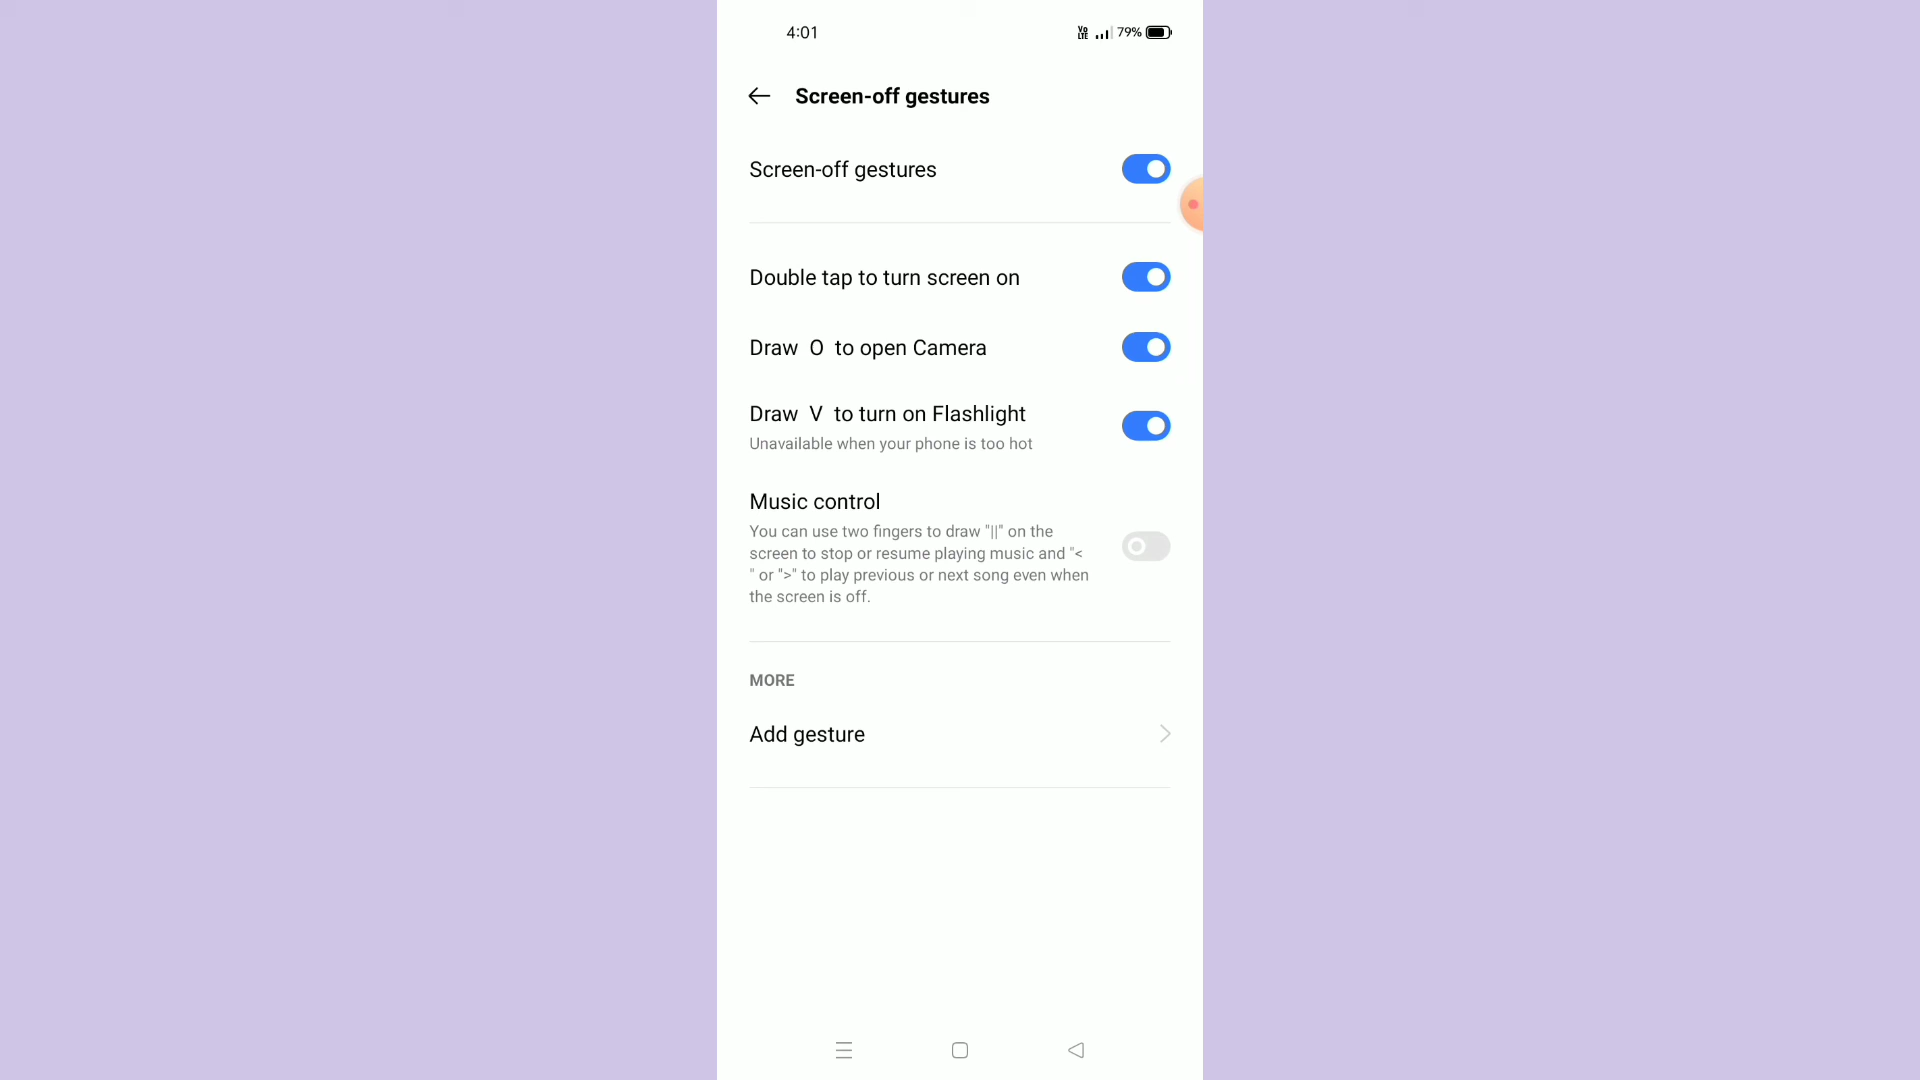 4:01
Vo LTE 79%
Screen-off gestures
Screen-off gestures
Double tap to turn screen on
Draw O to open Camera
Draw V to turn on Flashlight
Unavailable when your phone is too hot
Music control
You can use two fingers to draw "||" on the
screen to stop or resume playing music and "<
" or ">" to play previous or next song even when
the screen is off.
MORE
Add gesture